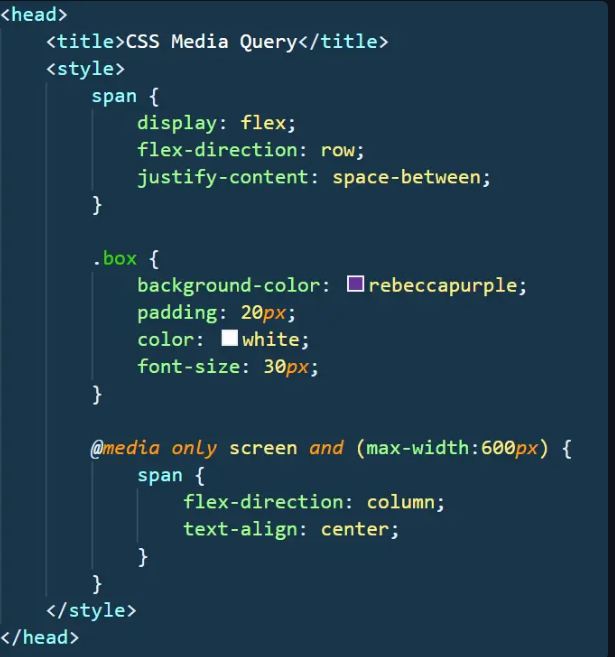 <head>
    <title>CSS Media Query</title>
    <style>
        span {
            display: flex;
            flex-direction: row;
            justify-content: space-between;
        }

        .box {
            background-color: rebeccapurple;
            padding: 20px;
            color: white;
            font-size: 30px;
        }

        @media only screen and (max-width:600px) {
            span {
                flex-direction: column;
                text-align: center;
            }
        }
    </style>
</head>